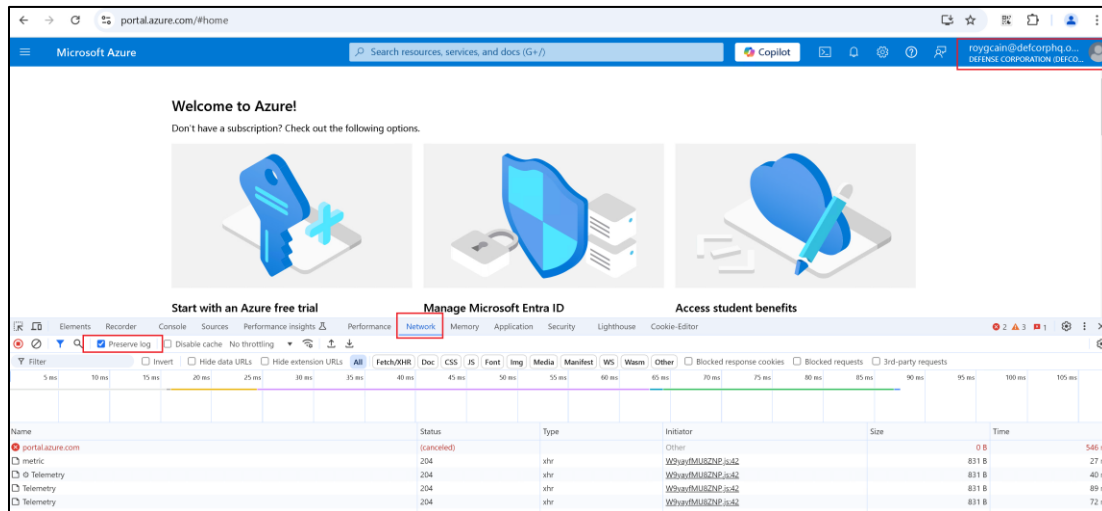 portal.azure.com/#home
Microsoft Azure Search resources, services, and docs (G+/) Copilot roygcain@defcorphq.o...
DEFENSE CORPORATION (DEFCO...
Welcome to Azure!
Don't have a subscription? Check out the following options.
Start with an Azure free trial Manage Microsoft Entra ID Access student benefits
Elements Recorder Console Sources Performance insights Performance Network Memory Application Security Lighthouse Cookie-Editor 2 3 1
Preserve log Disable cache No throttling
Filter Invert Hide data URLs Hide extension URLs All Fetch/XHR Doc CSS JS Font Img Media Manifest WS Wasm Other Blocked response cookies Blocked requests 3rd-party requests
5 ms 10 ms 15 ms 20 ms 25 ms 30 ms 35 ms 40 ms 45 ms 50 ms 55 ms 60 ms 65 ms 70 ms 75 ms 80 ms 85 ms 90 ms 95 ms 100 ms 105 ms
Name Status Type Initiator Size Time
portal.azure.com (canceled) Other 0 B 546
metric 204 xhr W9yayfMU8ZNP.js:42 831 B 27
Telemetry 204 xhr W9yayfMU8ZNP.js:42 831 B 40
Telemetry 204 xhr W9yayfMU8ZNP.js:42 831 B 89
Telemetry 204 xhr W9yayfMU8ZNP.js:42 831 B 72